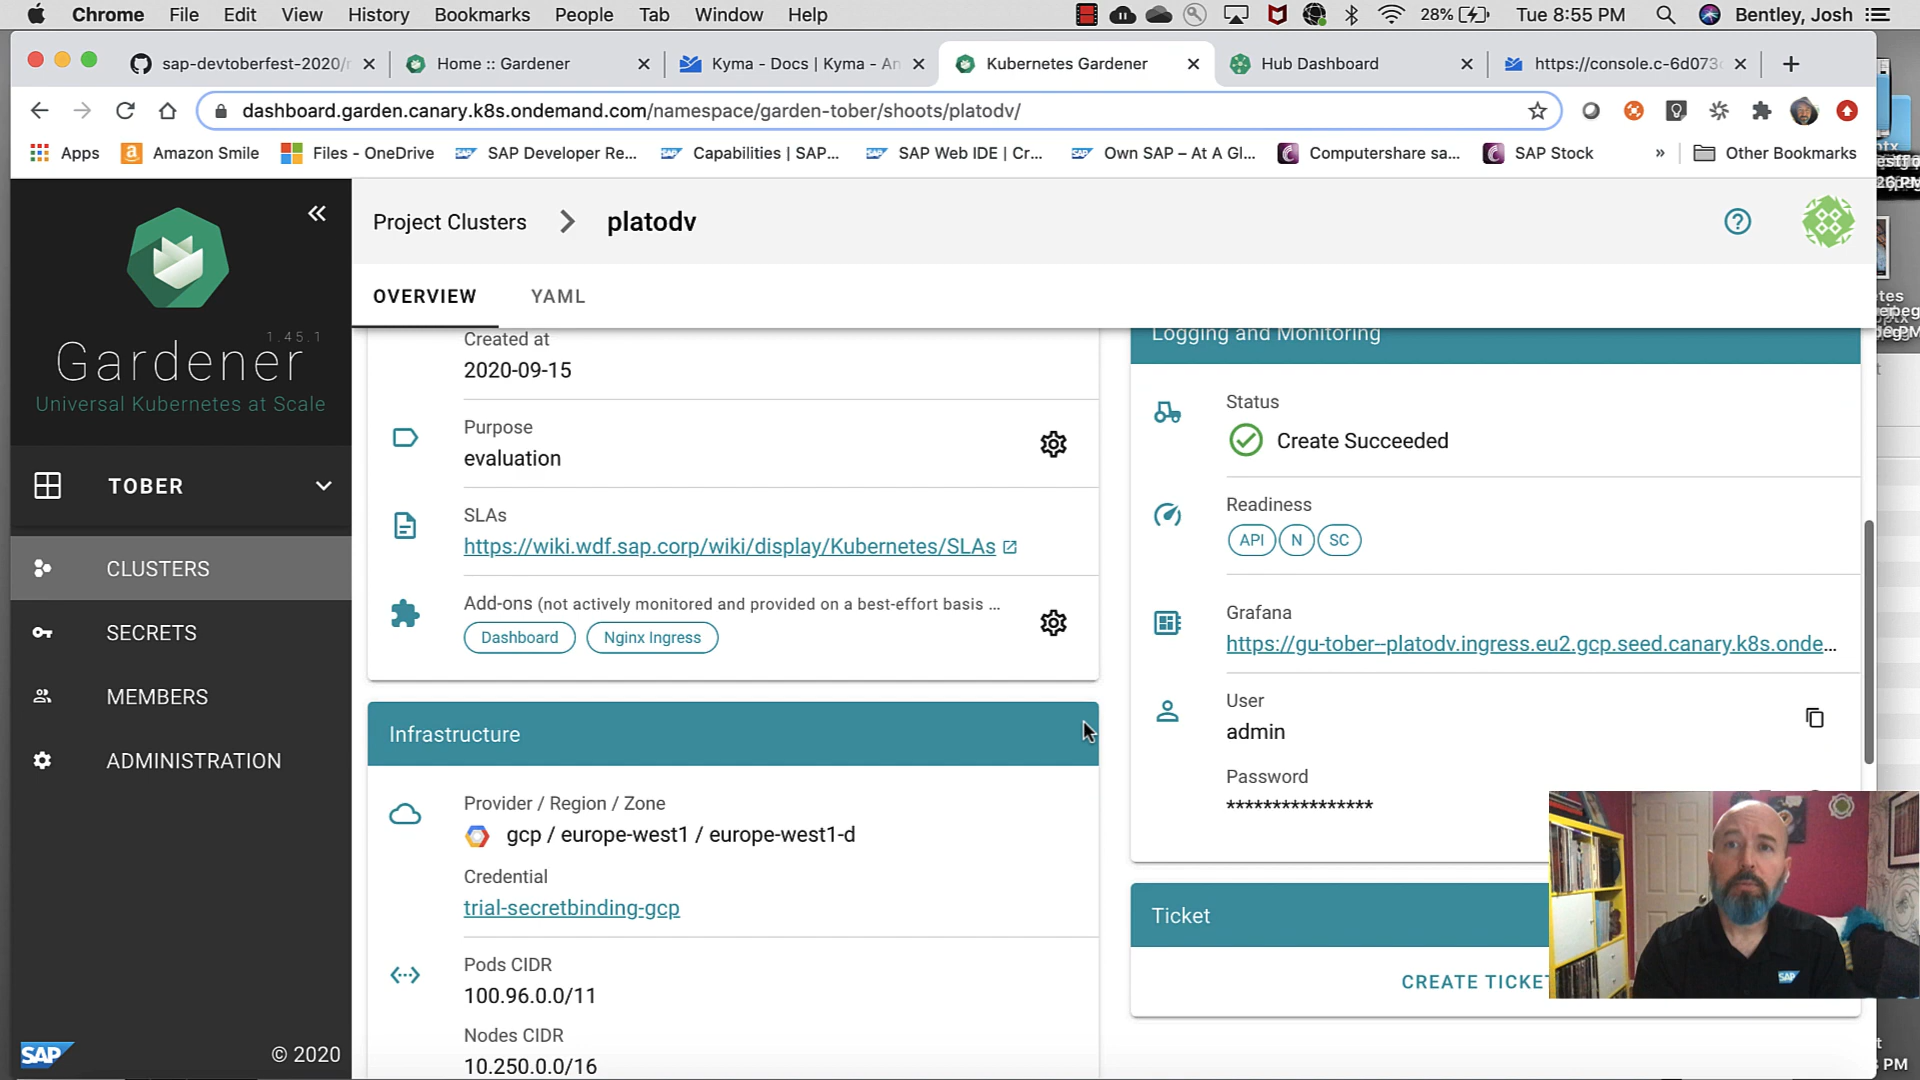 Chrome File Edit View History Bookmarks People Tab Window Help 28% Tue 8:55 PM Bentley, Josh
sap-devtoberfest-2020/r Home :: Gardener Kyma - Docs | Kyma - An Kubernetes Gardener Hub Dashboard https://console.c-6d073c
dashboard.garden.canary.k8s.ondemand.com/namespace/garden-tober/shoots/platodv/
Apps Amazon Smile Files - OneDrive SAP Developer Re... Capabilities | SAP... SAP Web IDE | Cr... Own SAP – At A Gl... Computershare sa... SAP Stock » Other Bookmarks
Project Clusters platodv
OVERVIEW YAML
1.45.1
Gardener
Universal Kubernetes at Scale
TOBER
CLUSTERS
SECRETS
MEMBERS
ADMINISTRATION
SAP © 2020
Created at
2020-09-15
Purpose
evaluation
SLAs
https://wiki.wdf.sap.corp/wiki/display/Kubernetes/SLAs
Add-ons (not actively monitored and provided on a best-effort basis ...
Dashboard Nginx Ingress
Infrastructure
Provider / Region / Zone
gcp / europe-west1 / europe-west1-d
Credential
trial-secretbinding-gcp
Pods CIDR
100.96.0.0/11
Nodes CIDR
10.250.0.0/16
Logging and Monitoring
Status
Create Succeeded
Readiness
API N SC
Grafana
https://gu-tober--platodv.ingress.eu2.gcp.seed.canary.k8s.onde...
User
admin
Password
****************
Ticket
CREATE TICKET
SAP